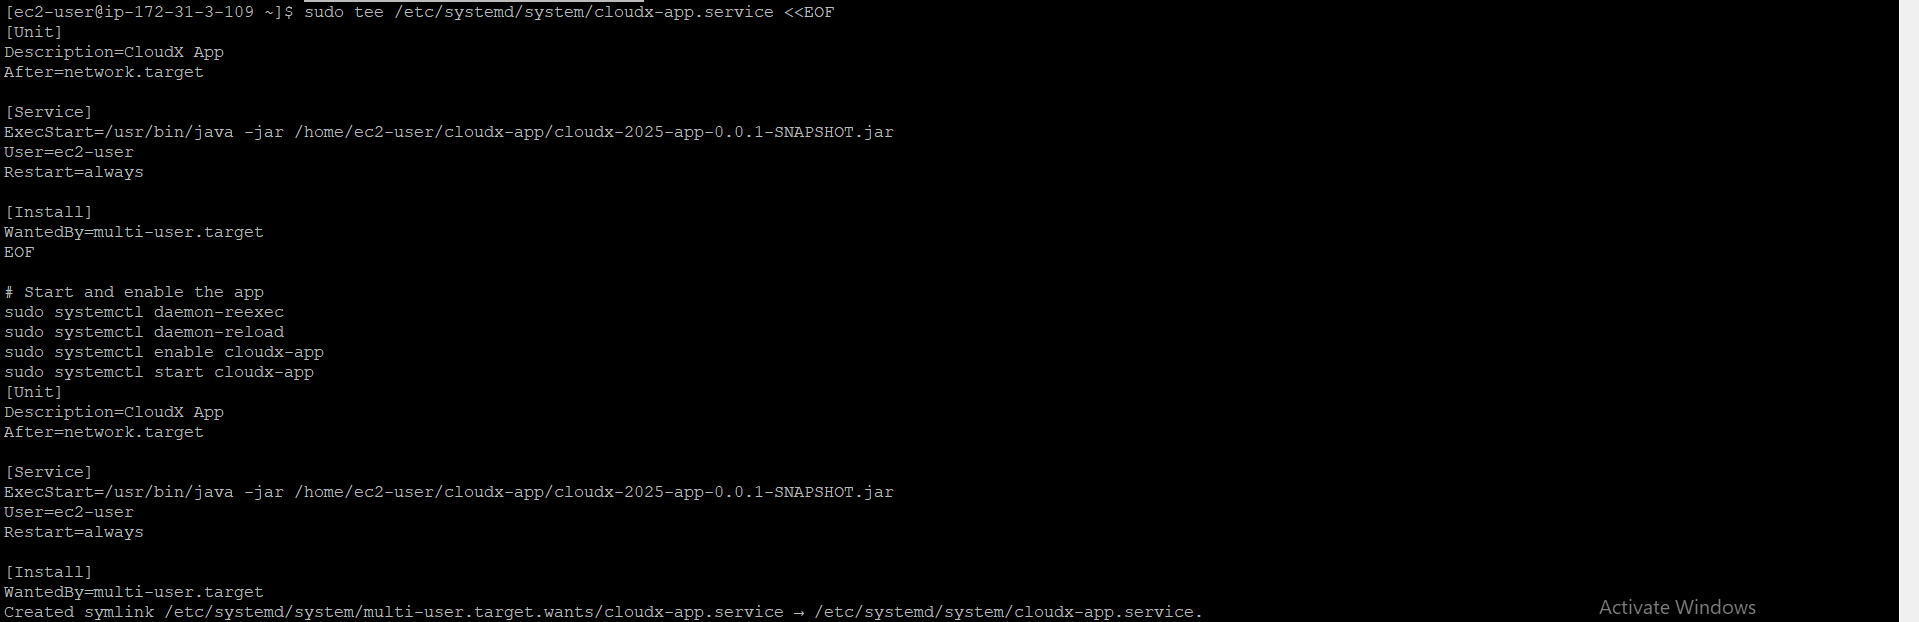 [ec2-user@ip-172-31-3-109 ~]$ sudo tee /etc/systemd/system/cloudx-app.service <<EOF
[Unit]
Description=CloudX App
After=network.target

[Service]
ExecStart=/usr/bin/java -jar /home/ec2-user/cloudx-app/cloudx-2025-app-0.0.1-SNAPSHOT.jar
User=ec2-user
Restart=always

[Install]
WantedBy=multi-user.target
EOF

# Start and enable the app
sudo systemctl daemon-reexec
sudo systemctl daemon-reload
sudo systemctl enable cloudx-app
sudo systemctl start cloudx-app
[Unit]
Description=CloudX App
After=network.target

[Service]
ExecStart=/usr/bin/java -jar /home/ec2-user/cloudx-app/cloudx-2025-app-0.0.1-SNAPSHOT.jar
User=ec2-user
Restart=always

[Install]
WantedBy=multi-user.target
Created symlink /etc/systemd/system/multi-user.target.wants/cloudx-app.service → /etc/systemd/system/cloudx-app.service.
Activate Windows